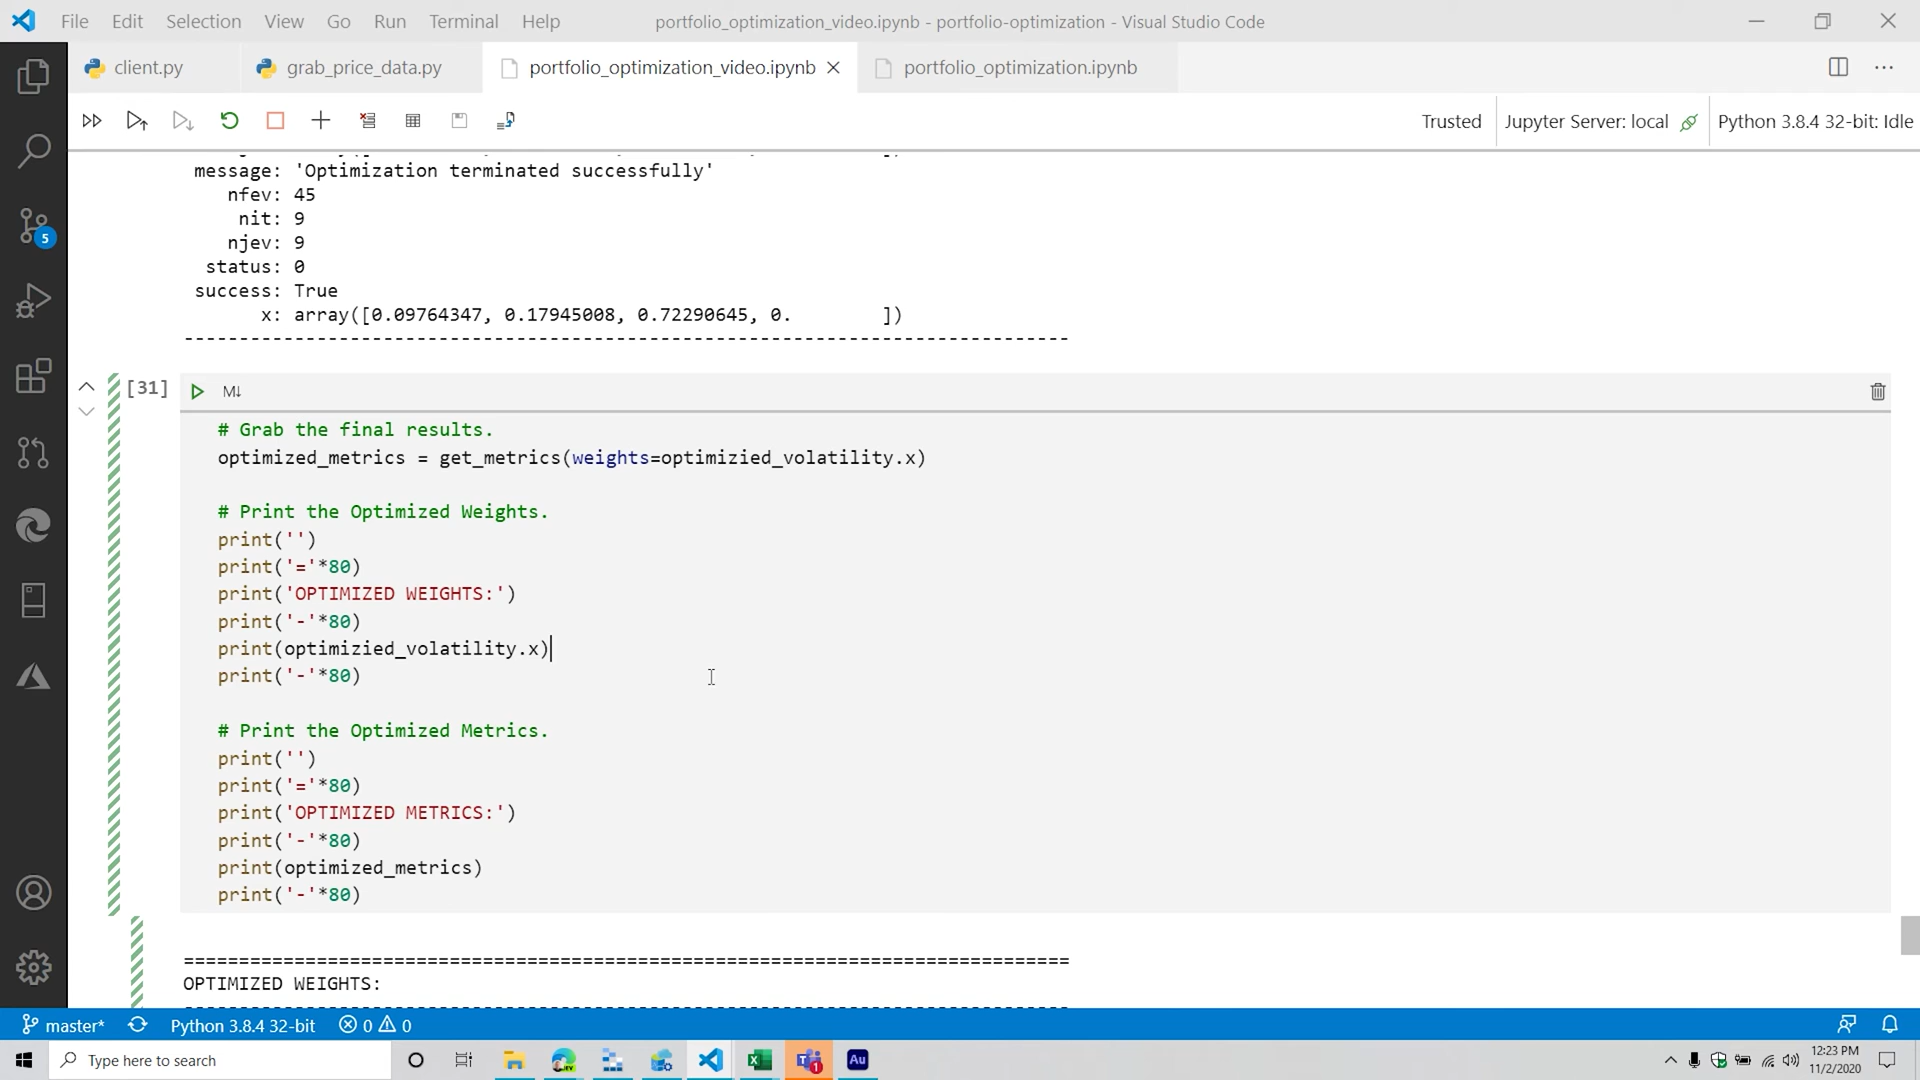 File Edit Selection View Go Run Terminal Help portfolio_optimization_video.ipynb - portfolio-optimization - Visual Studio Code
client.py grab_price_data.py portfolio_optimization_video.ipynb portfolio_optimization.ipynb
Trusted Jupyter Server: local Python 3.8.4 32-bit: Idle
message: 'Optimization terminated successfully'
nfev: 45
nit: 9
njev: 9
status: 0
success: True
x: array([0.09764347, 0.17945008, 0.72290645, 0. ])
--------------------------------------------------------------------------------
[31] M↓
# Grab the final results.
optimized_metrics = get_metrics(weights=optimizied_volatility.x)
# Print the Optimized Weights.
print('')
print('='*80)
print('OPTIMIZED WEIGHTS:')
print('-'*80)
print(optimizied_volatility.x)
print('-'*80)
# Print the Optimized Metrics.
print('')
print('='*80)
print('OPTIMIZED METRICS:')
print('-'*80)
print(optimized_metrics)
print('-'*80)
================================================================================
OPTIMIZED WEIGHTS:
--------------------------------------------------------------------------------
5
master* Python 3.8.4 32-bit 0 0
Type here to search
DEV
1
Au
12:23 PM
11/2/2020